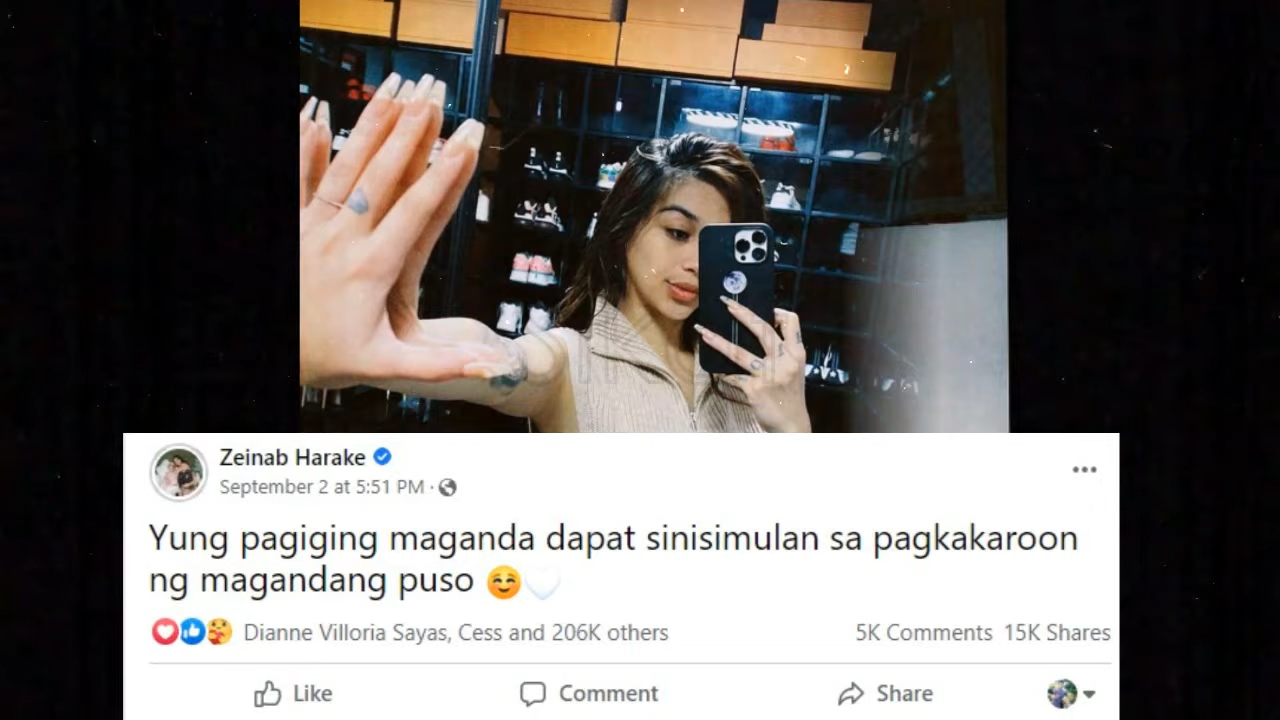 Zeinab Harake
September 2 at 5:51 PM ·
Yung pagiging maganda dapat sinisimulan sa pagkakaroon
ng magandang puso 😊🤍
Dianne Villoria Sayas, Cess and 206K others
5K Comments 15K Shares
Like
Comment
Share